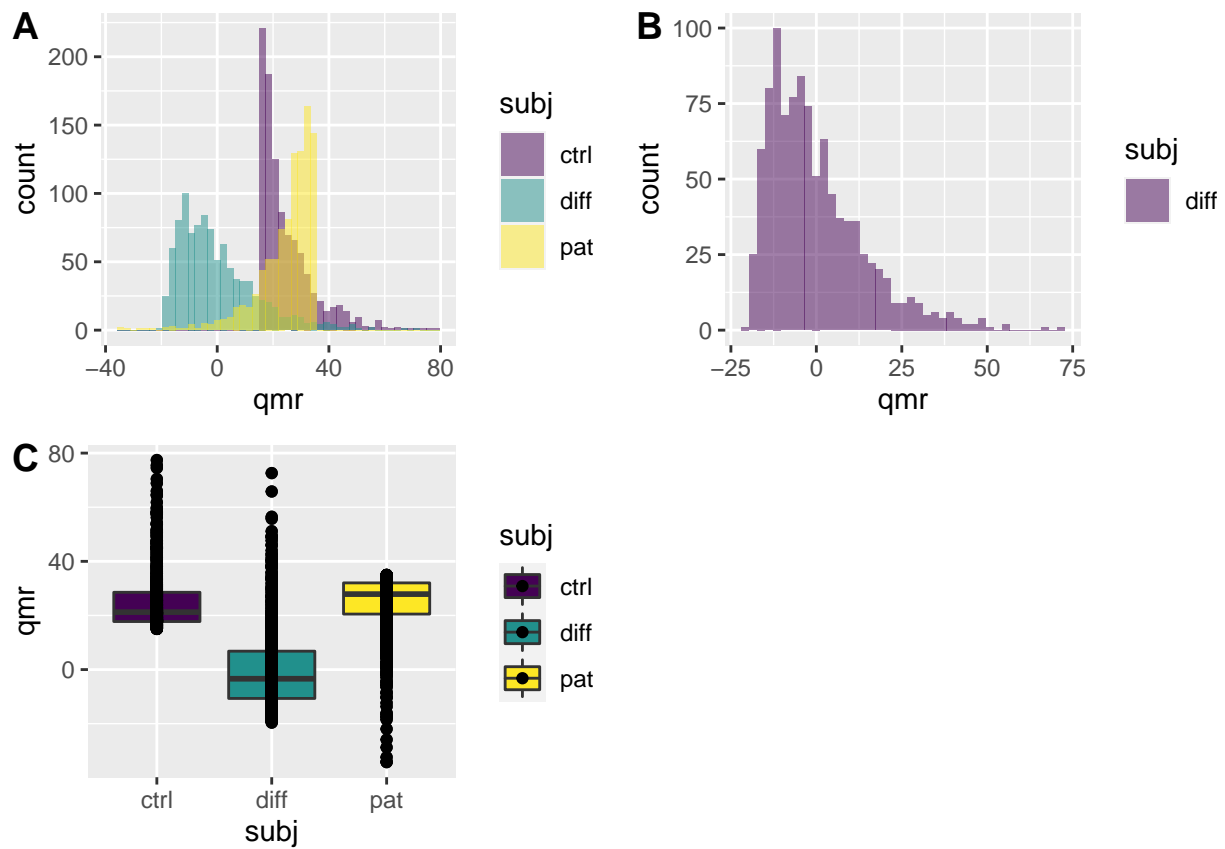 A
count
200
150
100
50
0
−40 0 40 80
qmr
subj
ctrl
diff
pat
B
count
100
75
50
25
0
−25 0 25 50 75
qmr
subj
diff
C
qmr
80
40
0
ctrl diff pat
subj
subj
ctrl
diff
pat